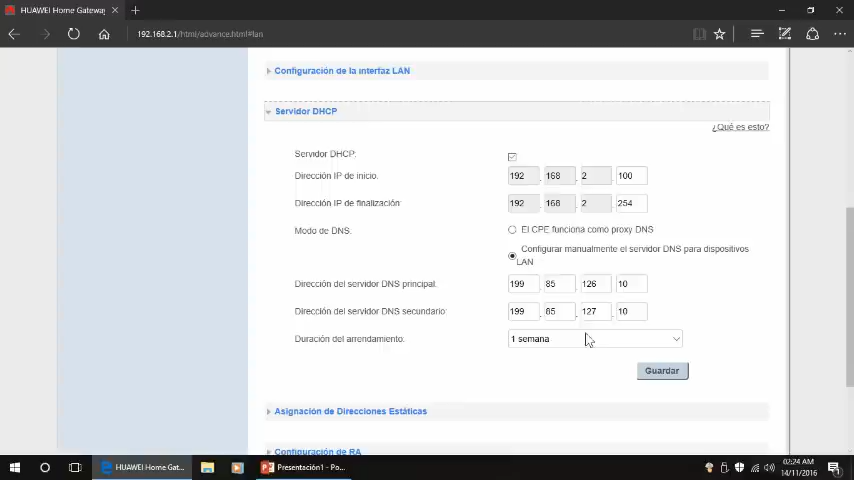 HUAWEI Home Gateway
192.168.2.1/advance.html#lan
Configuración de la interfaz LAN
Servidor DHCP
¿Qué es esto?
Servidor DHCP:
Dirección IP de inicio: 192 . 168 . 2 . 100
Dirección IP de finalización: 192 . 168 . 2 . 254
Modo de DNS: El CPE funciona como proxy DNS
Configurar manualmente el servidor DNS para dispositivos
LAN
Dirección del servidor DNS principal: 199 . 85 . 126 . 10
Dirección del servidor DNS secundario: 199 . 85 . 127 . 10
Duración del arrendamiento: 1 semana
Guardar
Asignación de Direcciones Estáticas
Configuración de RA
HUAWEI Home Gat...
Presentación1 - Po...
02:24 AM
14/11/2016